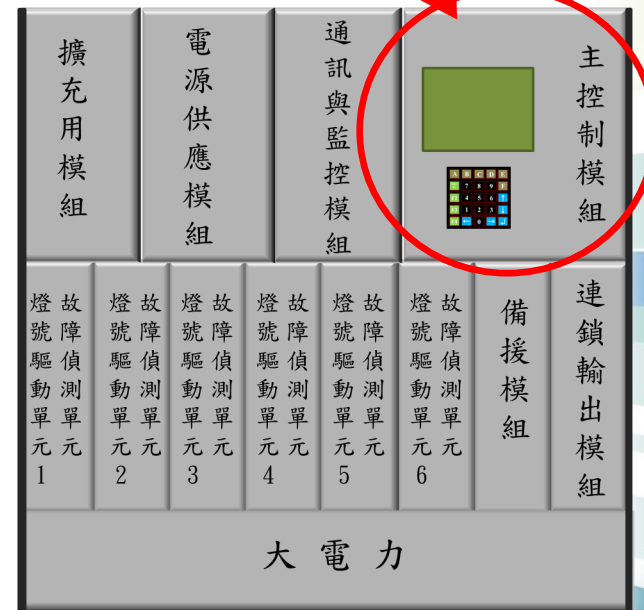 擴充用模組
電源供應模組
通訊與監控模組
主控制模組
A B C D E
7 8 9 F
F2 4 5 6 ↑
F3 1 2 3 ↓
F4 ← 0 → ↲
故障偵測單元
燈號驅動單元
1
故障偵測單元
燈號驅動單元
2
故障偵測單元
燈號驅動單元
3
故障偵測單元
燈號驅動單元
4
故障偵測單元
燈號驅動單元
5
故障偵測單元
燈號驅動單元
6
備援模組
連鎖輸出模組
大電力